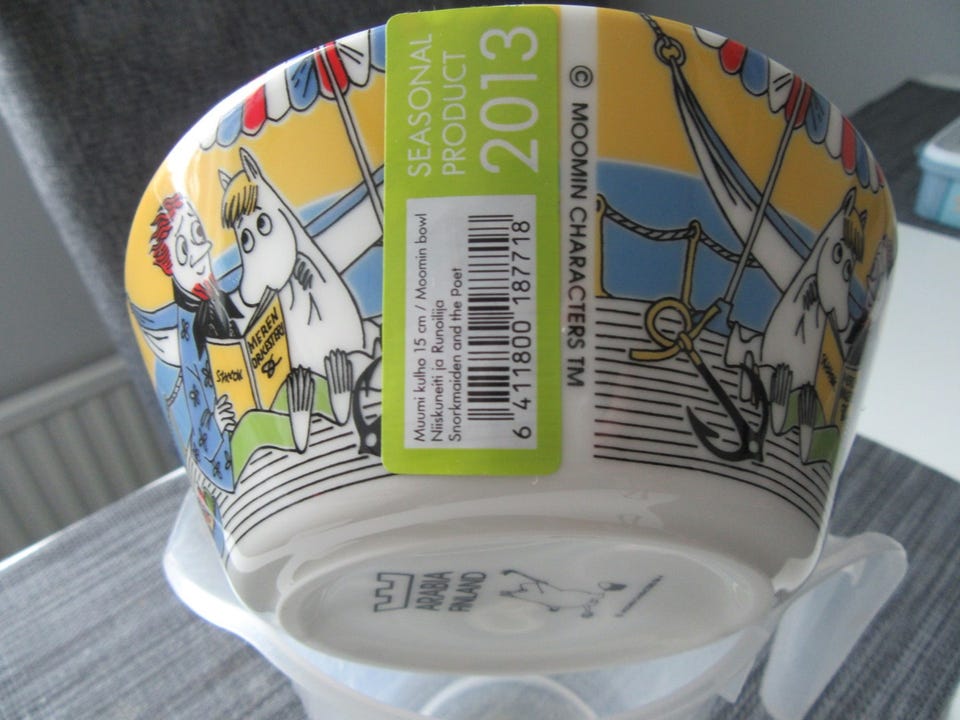 SEASONAL
PRODUCT
2013
Muumi kulho 15 cm / Moomin bowl
Niiskuneiti ja Runoilija
Snorkmaiden and the Poet
6 411800 187718
© MOOMIN CHARACTERS TM
MEREN
ORKESTERI
ARABIA
FINLAND